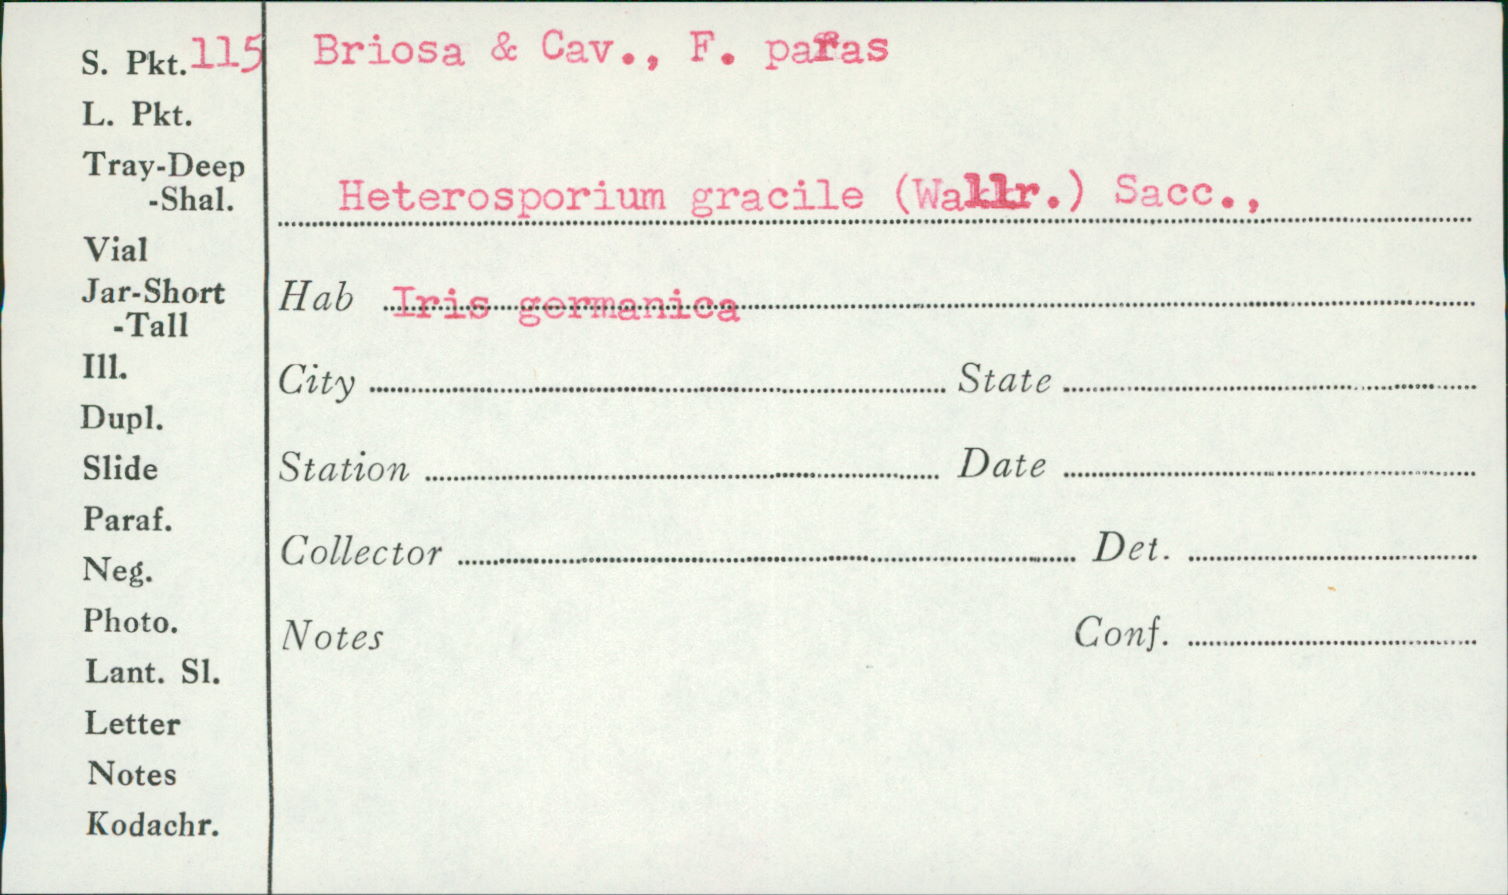 S. Pkt. 115
L. Pkt.
Tray-Deep
-Shal.
Vial
Jar-Short
-Tall
Ill.
Dupl.
Slide
Paraf.
Neg.
Photo.
Lant. Sl.
Letter
Notes
Kodachr.
Briosa & Cav., F. paras
Heterosporium gracile (Wallr.) Sacc.,
Hab Iris germanica
City State
Station Date
Collector Det.
Notes Conf.